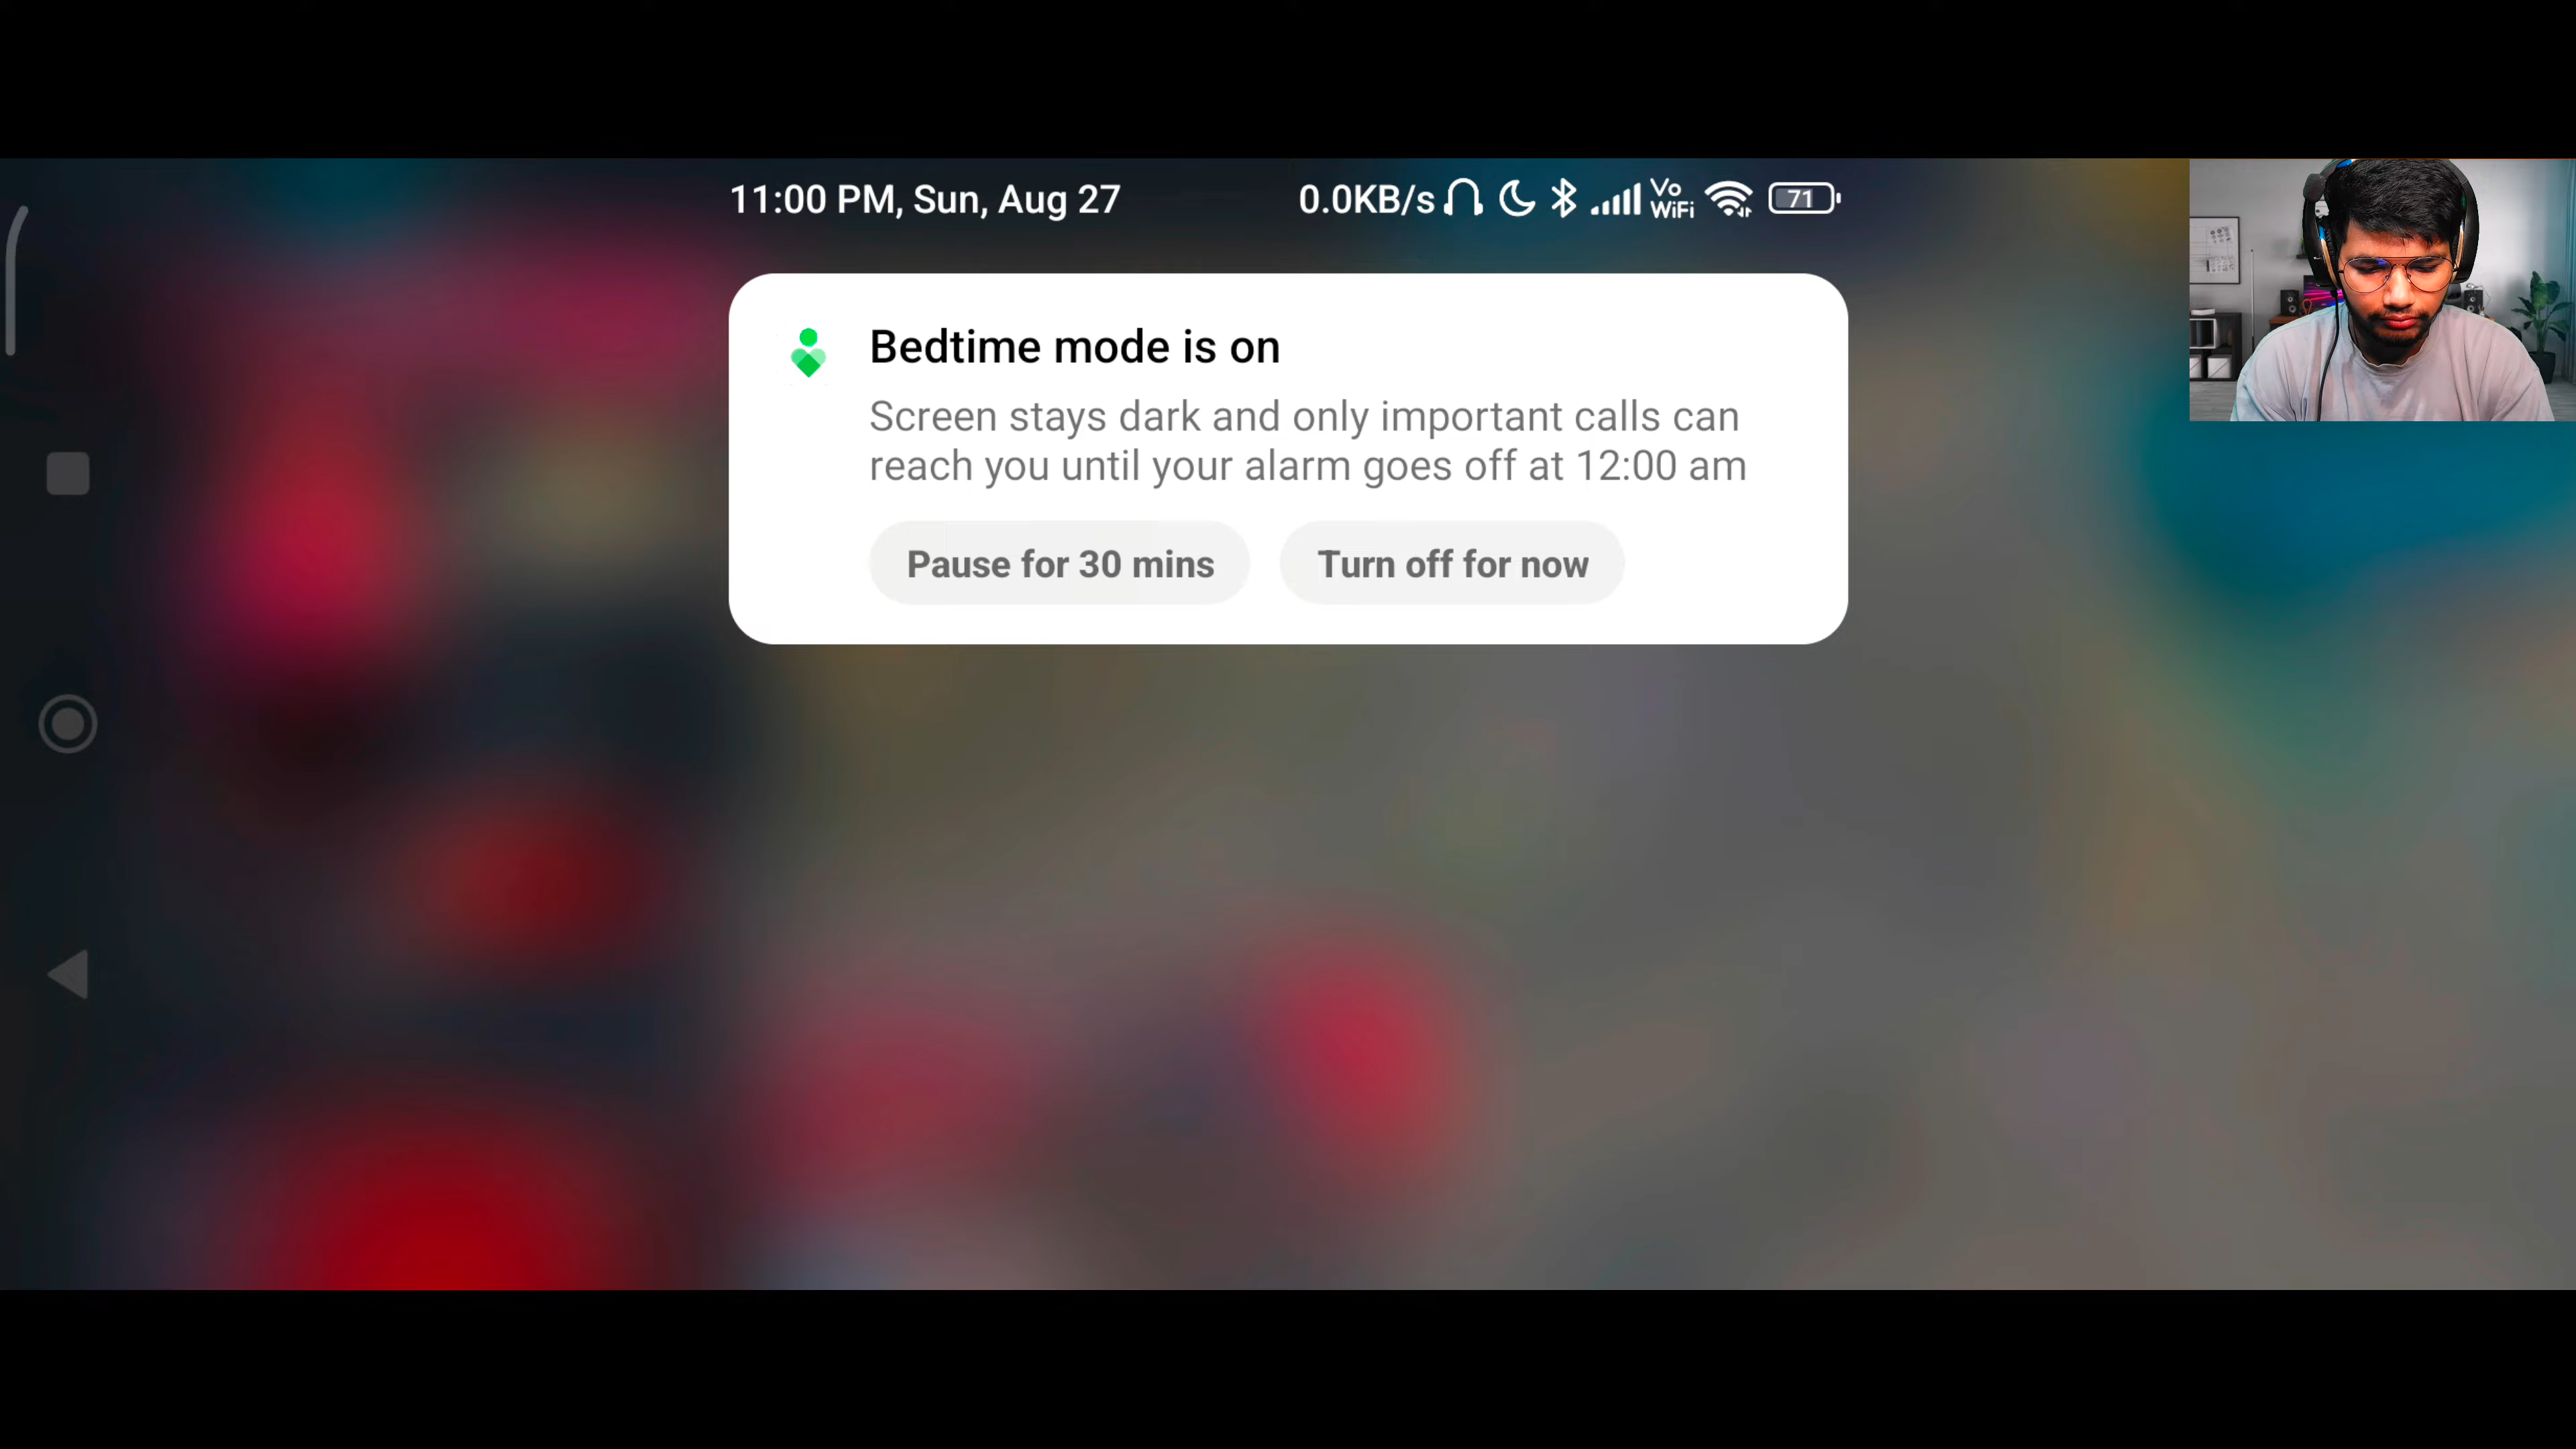 11:00 PM, Sun, Aug 27 0.0KB/s Vo WiFi 71
Bedtime mode is on
Screen stays dark and only important calls can
reach you until your alarm goes off at 12:00 am
Pause for 30 mins Turn off for now